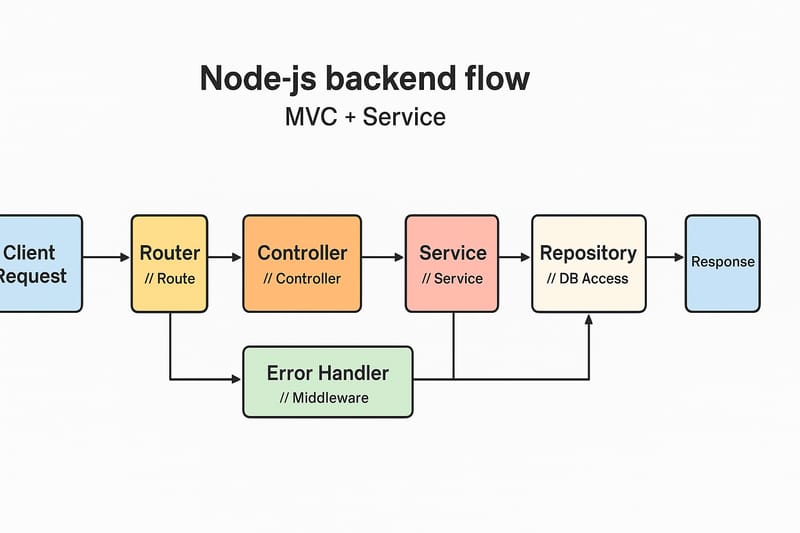 Node-js backend flow
MVC + Service
Client
Request
Router
// Route
Controller
// Controller
Service
// Service
Repository
// DB Access
Response
Error Handler
// Middleware